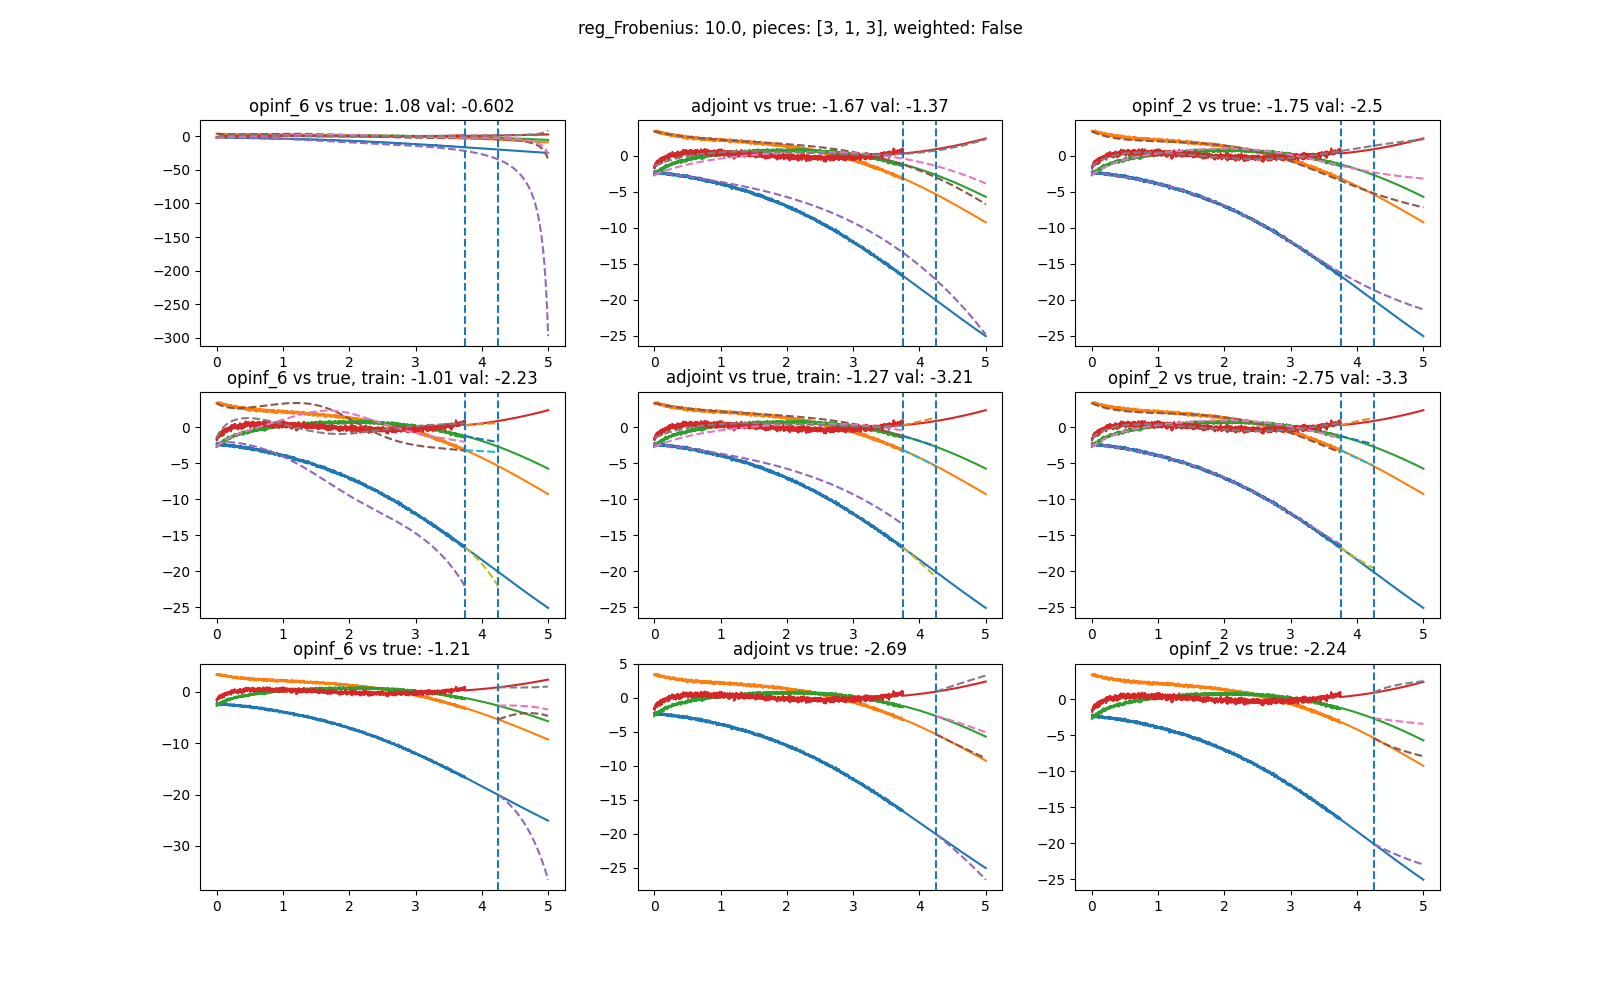 reg_Frobenius: 10.0, pieces: [3, 1, 3], weighted: False
opinf_6 vs true: 1.08 val: -0.602
adjoint vs true: -1.67 val: -1.37
opinf_2 vs true: -1.75 val: -2.5
0
−50
−100
−150
−200
−250
−300
0 1 2 3 4 5
0
−5
−10
−15
−20
−25
0 1 2 3 4 5
0
−5
−10
−15
−20
−25
0 1 2 3 4 5
opinf_6 vs true, train: -1.01 val: -2.23
adjoint vs true, train: -1.27 val: -3.21
opinf_2 vs true, train: -2.75 val: -3.3
0
−5
−10
−15
−20
−25
0 1 2 3 4 5
0
−5
−10
−15
−20
−25
0 1 2 3 4 5
0
−5
−10
−15
−20
−25
0 1 2 3 4 5
opinf_6 vs true: -1.21
adjoint vs true: -2.69
opinf_2 vs true: -2.24
0
−10
−20
−30
0 1 2 3 4 5
5
0
−5
−10
−15
−20
−25
0 1 2 3 4 5
0
−5
−10
−15
−20
−25
0 1 2 3 4 5